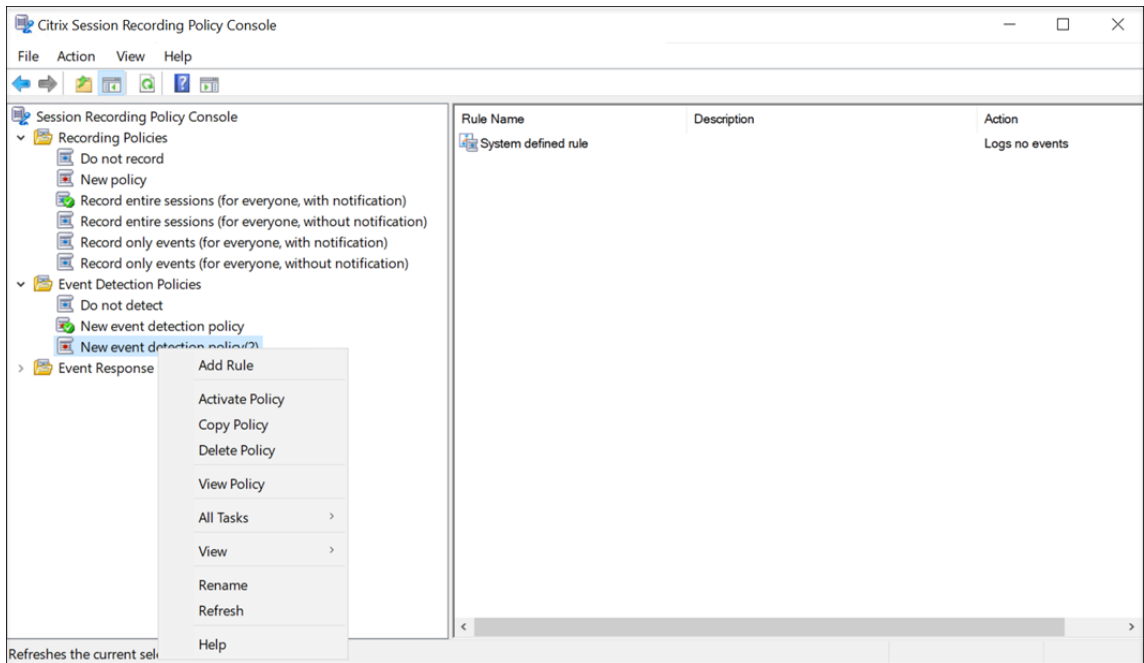 Citrix Session Recording Policy Console
File Action View Help
Session Recording Policy Console
Recording Policies
Do not record
New policy
Record entire sessions (for everyone, with notification)
Record entire sessions (for everyone, without notification)
Record only events (for everyone, with notification)
Record only events (for everyone, without notification)
Event Detection Policies
Do not detect
New event detection policy
New event detection policy(2)
Event Response
Add Rule
Activate Policy
Copy Policy
Delete Policy
View Policy
All Tasks
View
Rename
Refresh
Help
Rule Name Description Action
System defined rule Logs no events
Refreshes the current